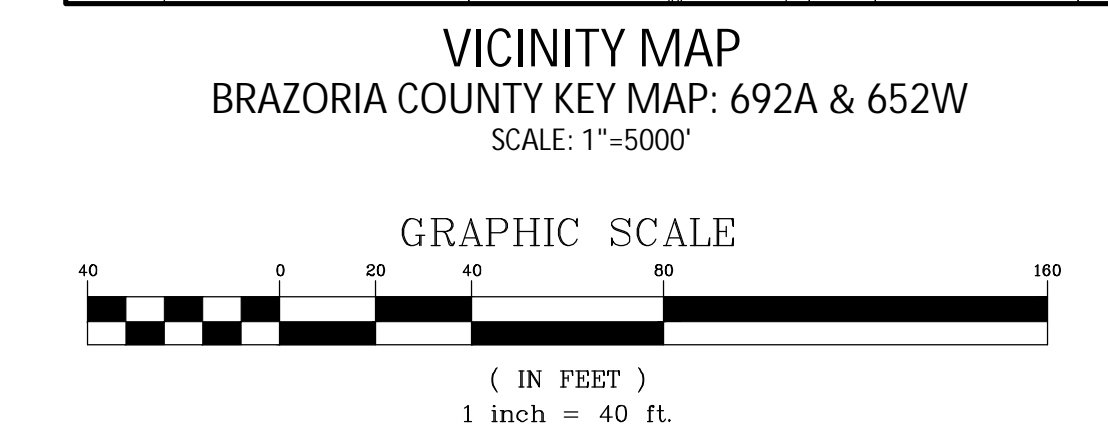 VICINITY MAP
BRAZORIA COUNTY KEY MAP: 692A & 652W
SCALE: 1"=5000'
GRAPHIC SCALE
40 0 20 40 80 160
( IN FEET )
1 inch = 40 ft.